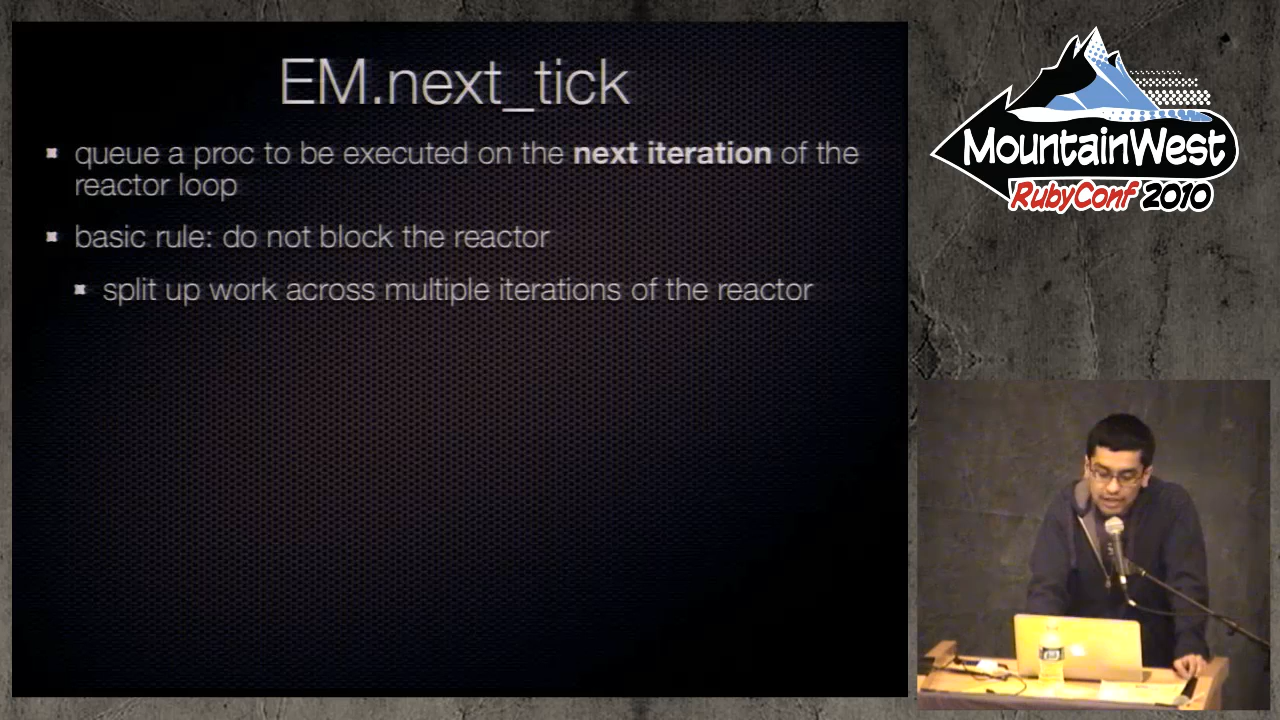 EM.next_tick
queue a proc to be executed on the next iteration of the
reactor loop
basic rule: do not block the reactor
split up work across multiple iterations of the reactor
MountainWest
RubyConf 2010